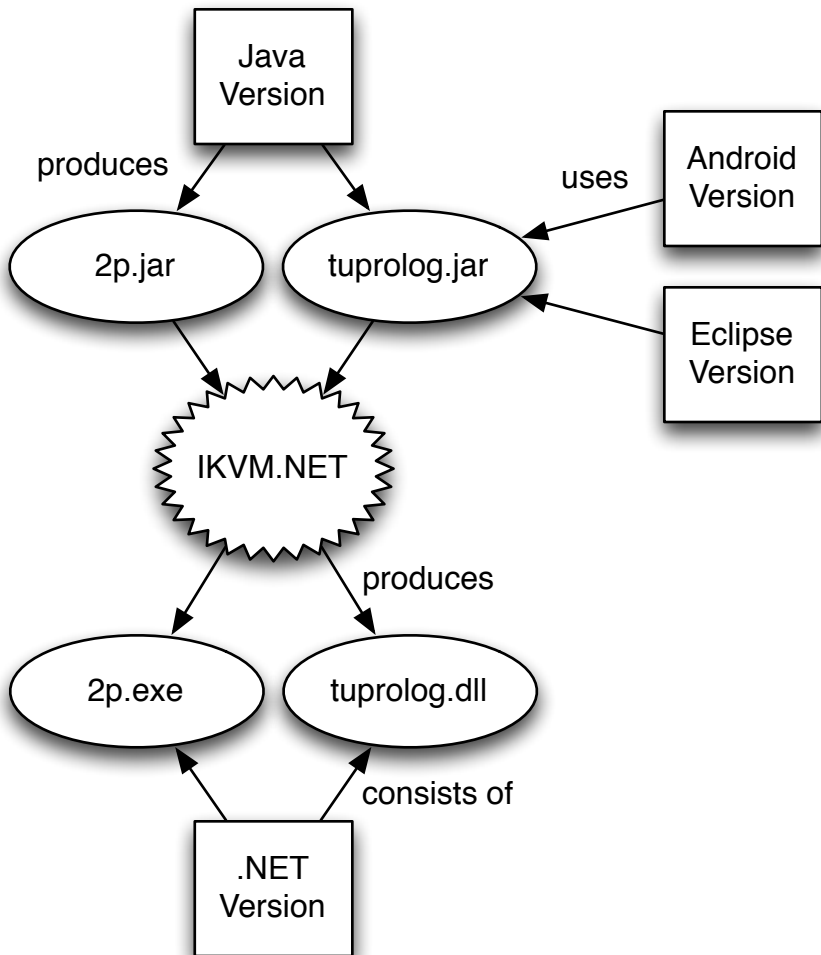 Java
Version
produces
uses
Android
Version
2p.jar
tuprolog.jar
Eclipse
Version
IKVM.NET
produces
2p.exe
tuprolog.dll
consists of
.NET
Version